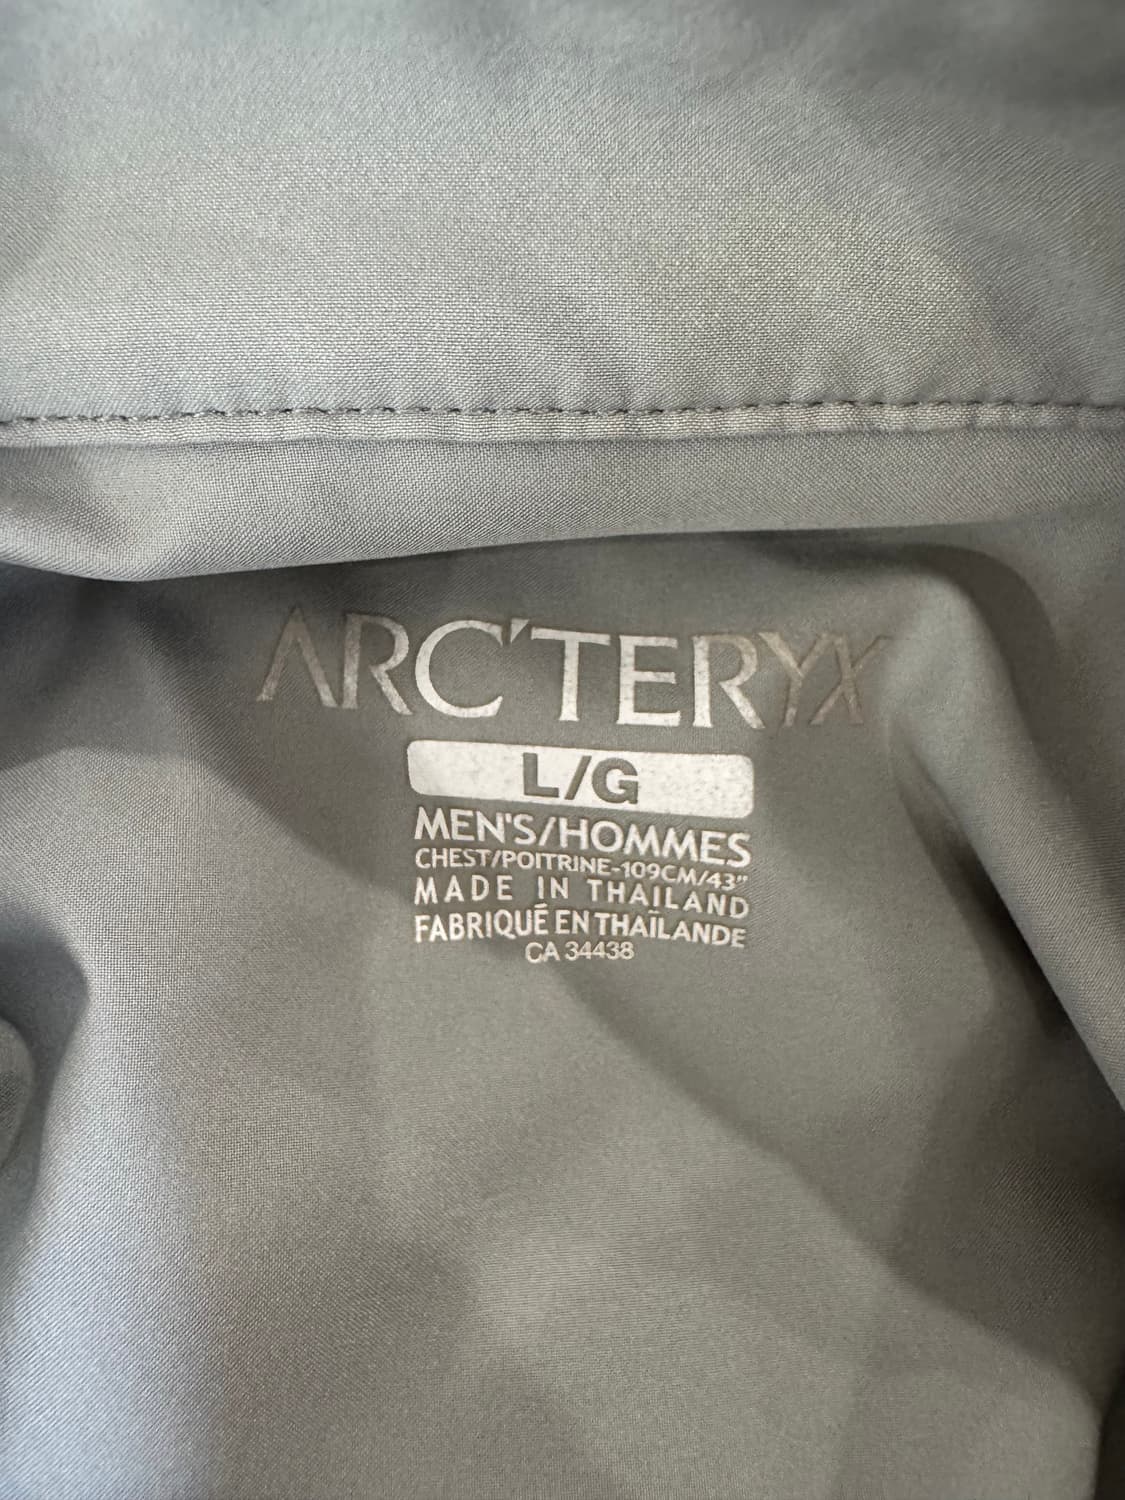 ARC'TERYX
L/G
MEN'S/HOMMES
CHEST/POITRINE-109CM/43"
MADE IN THAILAND
FABRIQUÉ EN THAÏLANDE
CA 34438